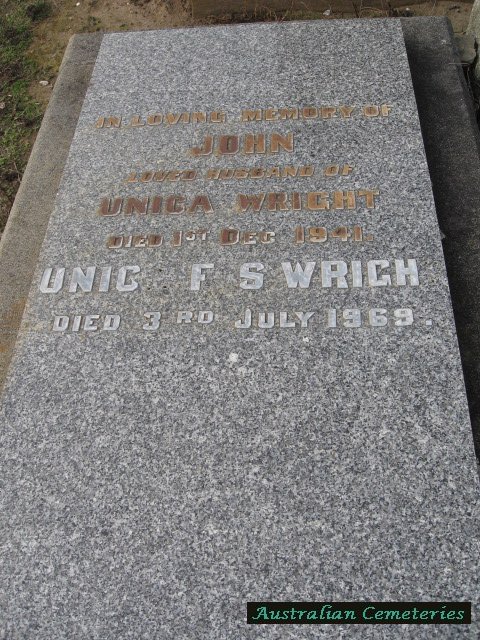 IN LOVING MEMORY OF
JOHN
LOVED HUSBAND OF
UNICA WRIGHT
DIED 1ST DEC 1941.
UNIC F S WRIGH
DIED 3RD JULY 1969.
Australian Cemeteries